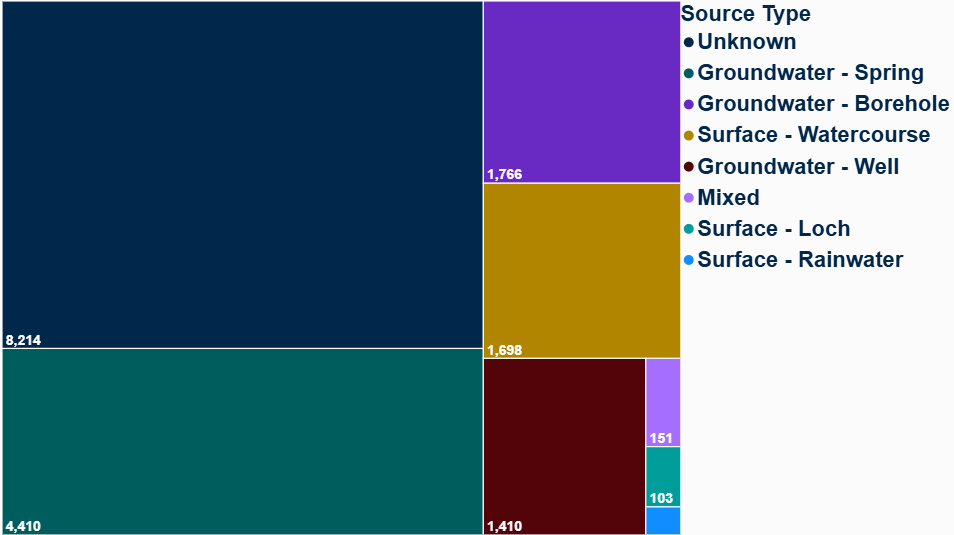 Source Type
Unknown
Groundwater - Spring
Groundwater - Borehole
Surface - Watercourse
Groundwater - Well
Mixed
Surface - Loch
Surface - Rainwater
8,214
4,410
1,766
1,698
1,410
151
103